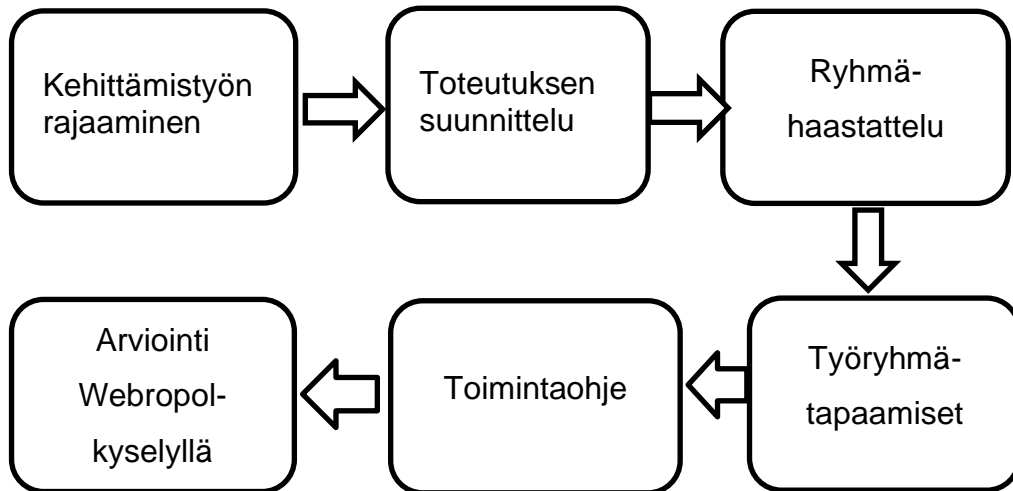 Kehittämistyön
rajaaminen
Toteutuksen
suunnittelu
Ryhmä-
haastattelu
Työryhmä-
tapaamiset
Toimintaohje
Arviointi
Webropol-
kyselyllä